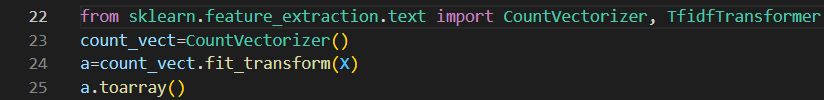 22 from sklearn.feature_extraction.text import CountVectorizer, TfidfTransformer
23 count_vect=CountVectorizer()
24 a=count_vect.fit_transform(X)
25 a.toarray()